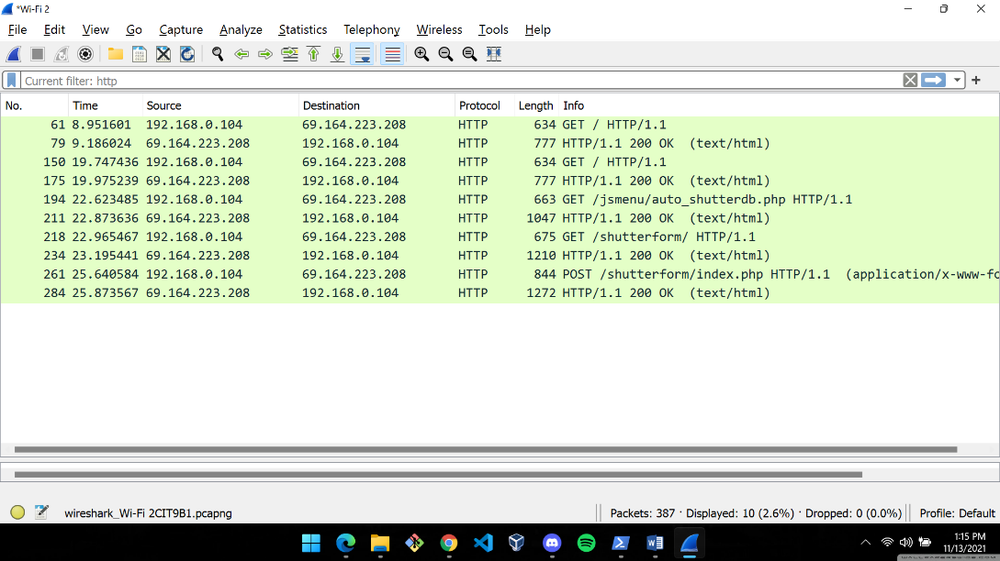 *Wi-Fi 2
File Edit View Go Capture Analyze Statistics Telephony Wireless Tools Help
Current filter: http
No. Time Source Destination Protocol Length Info
61 8.951601 192.168.0.104 69.164.223.208 HTTP 634 GET / HTTP/1.1
79 9.186024 69.164.223.208 192.168.0.104 HTTP 777 HTTP/1.1 200 OK (text/html)
150 19.747436 192.168.0.104 69.164.223.208 HTTP 634 GET / HTTP/1.1
175 19.975239 69.164.223.208 192.168.0.104 HTTP 777 HTTP/1.1 200 OK (text/html)
194 22.623485 192.168.0.104 69.164.223.208 HTTP 663 GET /jsmenu/auto_shutterdb.php HTTP/1.1
211 22.873636 69.164.223.208 192.168.0.104 HTTP 1047 HTTP/1.1 200 OK (text/html)
218 22.965467 192.168.0.104 69.164.223.208 HTTP 675 GET /shutterform/ HTTP/1.1
234 23.195441 69.164.223.208 192.168.0.104 HTTP 1210 HTTP/1.1 200 OK (text/html)
261 25.640584 192.168.0.104 69.164.223.208 HTTP 844 POST /shutterform/index.php HTTP/1.1 (application/x-www-fo
284 25.873567 69.164.223.208 192.168.0.104 HTTP 1272 HTTP/1.1 200 OK (text/html)
wireshark_Wi-Fi 2CIT9B1.pcapng Packets: 387 · Displayed: 10 (2.6%) · Dropped: 0 (0.0%) Profile: Default
1:15 PM
11/13/2021